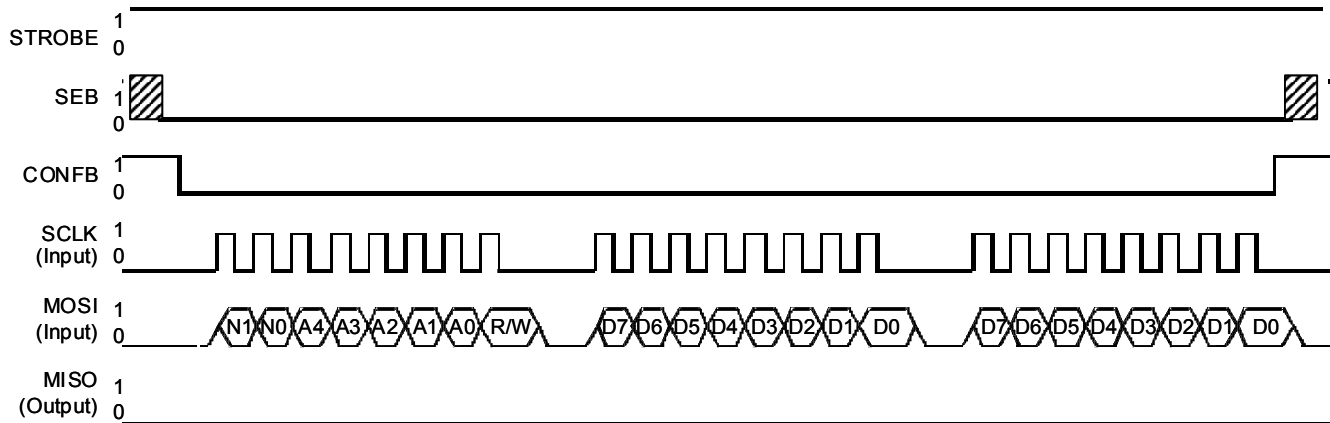 STROBE 1
0
SEB 1
0
CONFB 1
0
SCLK 1
(Input) 0
MOSI 1
(Input) 0
N1 N0 A4 A3 A2 A1 A0 R/W D7 D6 D5 D4 D3 D2 D1 D0 D7 D6 D5 D4 D3 D2 D1 D0
MISO 1
(Output) 0